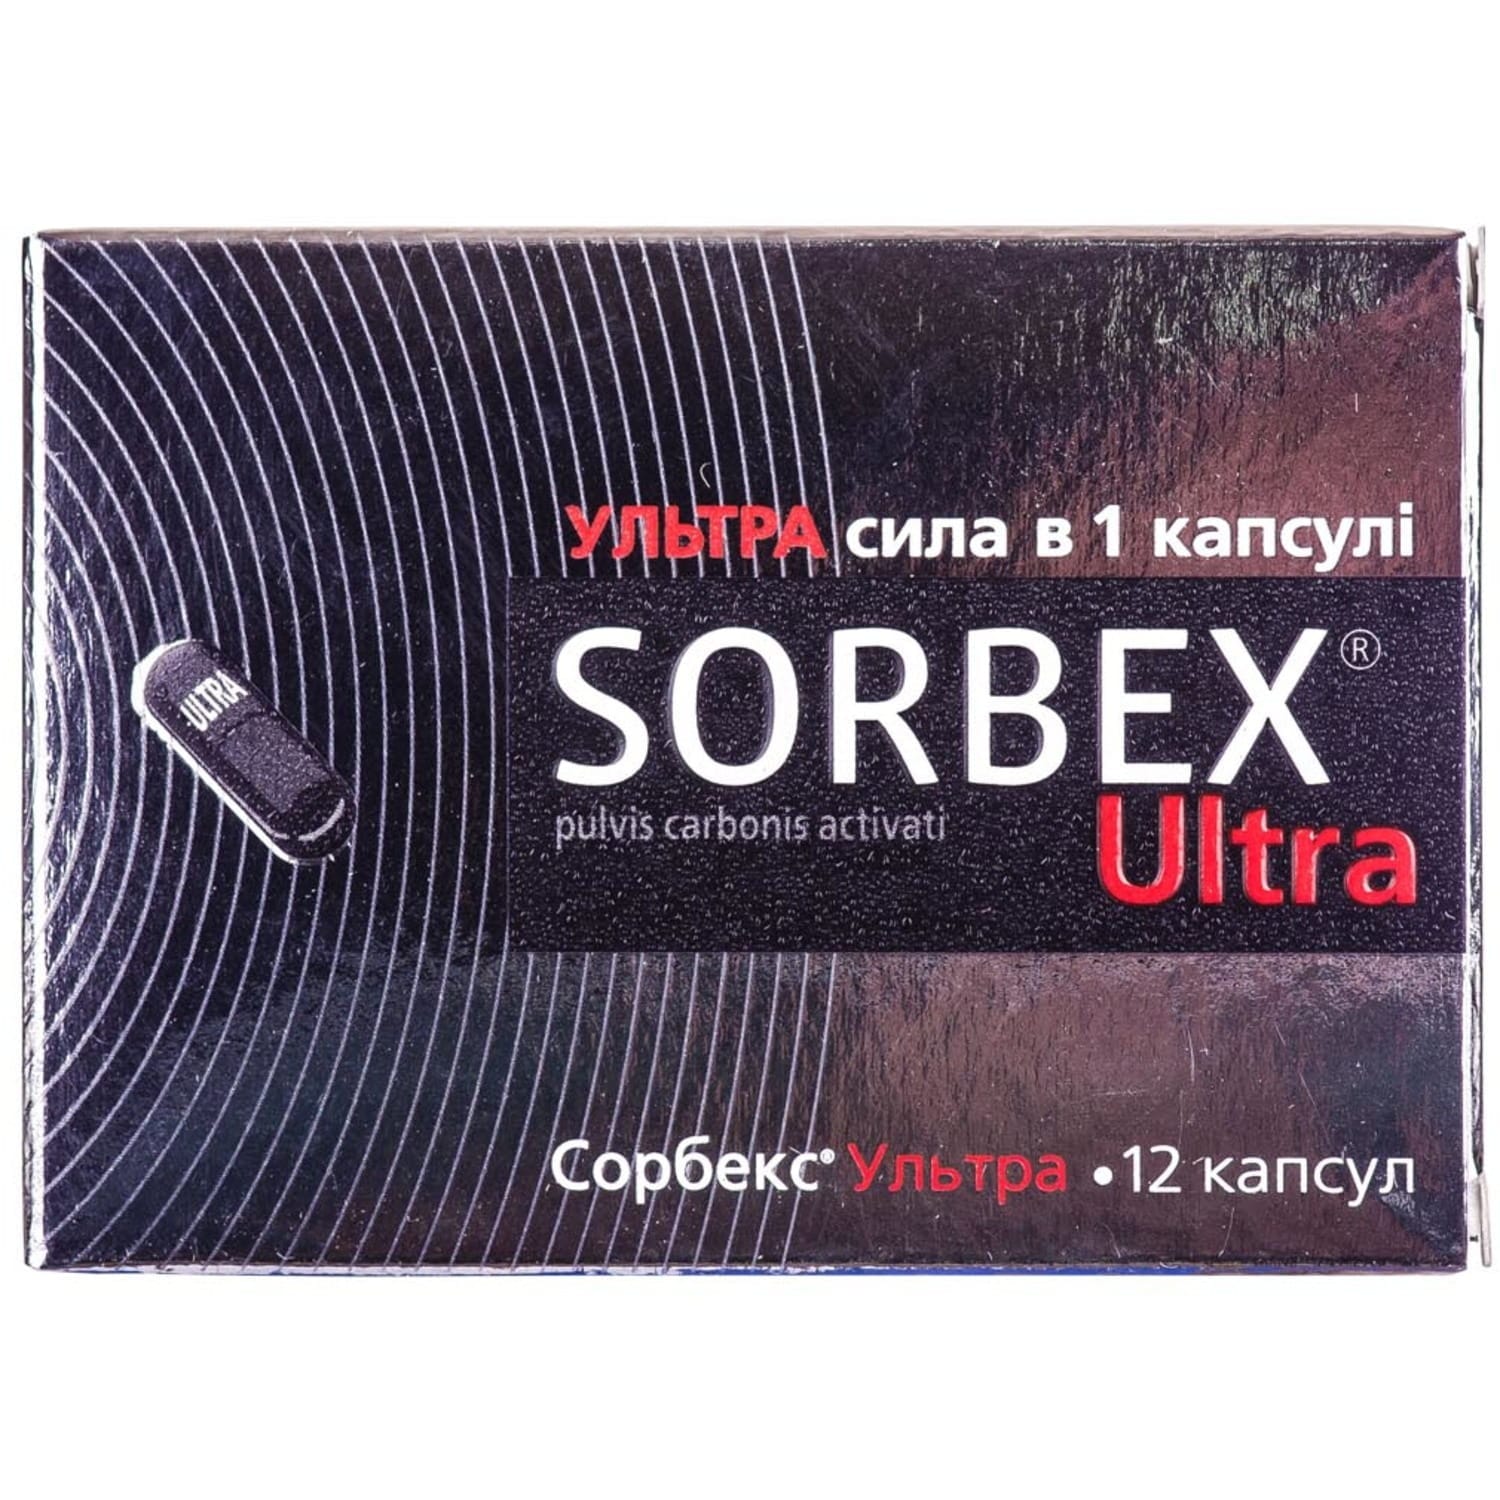 УЛЬТРА сила в 1 капсулі
SORBEX®
ULTRA
pulvis carbonis activati
Ultra
Сорбекс® Ультра • 12 капсул